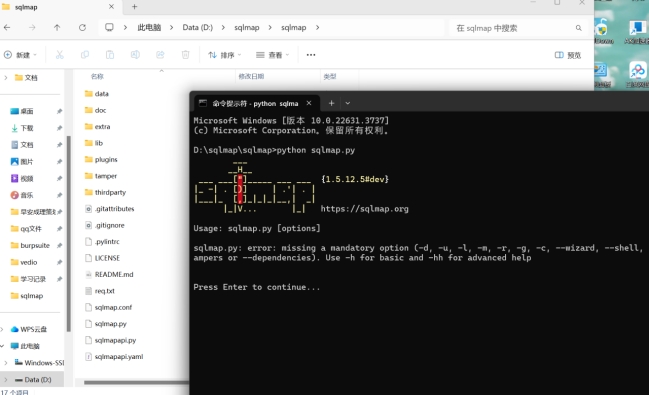 sqlmap
此电脑 > Data (D:) > sqlmap > sqlmap >
在 sqlmap 中搜索
新建
排序
查看
预览
文档
桌面
下载
文档
图片
视频
音乐
qq文件
burpsuite
vedio
学习记录
sqlmap
WPS云盘
此电脑
Data (D:)
17 个项目
名称
修改日期
类型
data
doc
extra
lib
plugins
tamper
thirdparty
.gitattributes
.gitignore
.pylintrc
LICENSE
README.md
req.txt
sqlmap.conf
sqlmap.py
sqlmapapi.py
sqlmapapi.yaml
命令提示符 - python sqlma
Microsoft Windows [版本 10.0.22631.3737]
(c) Microsoft Corporation。保留所有权利。
D:\sqlmap\sqlmap>python sqlmap.py
{1.5.12.5#dev}
https://sqlmap.org
Usage: sqlmap.py [options]
sqlmap.py: error: missing a mandatory option (-d, -u, -l, -m, -r, -g, -c, --wizard, --shell,
ampers or --dependencies). Use -h for basic and -hh for advanced help
Press Enter to continue...